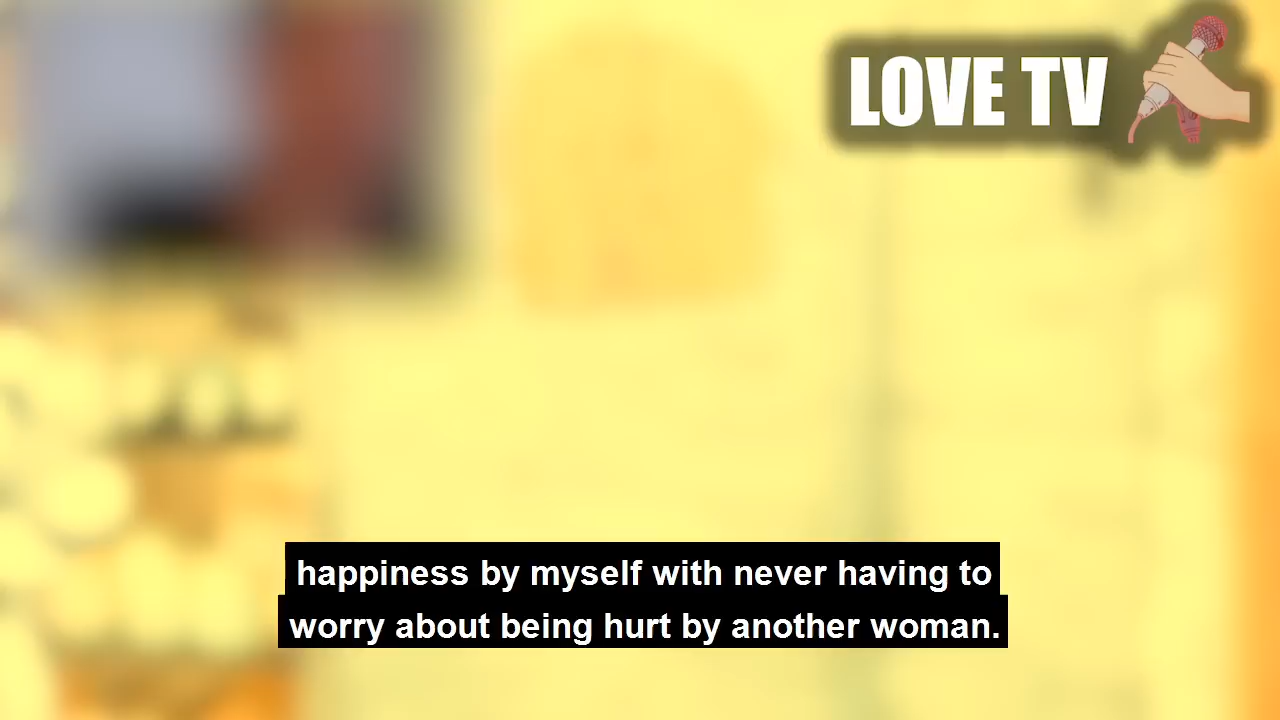 LOVE TV
happiness by myself with never having to
worry about being hurt by another woman.